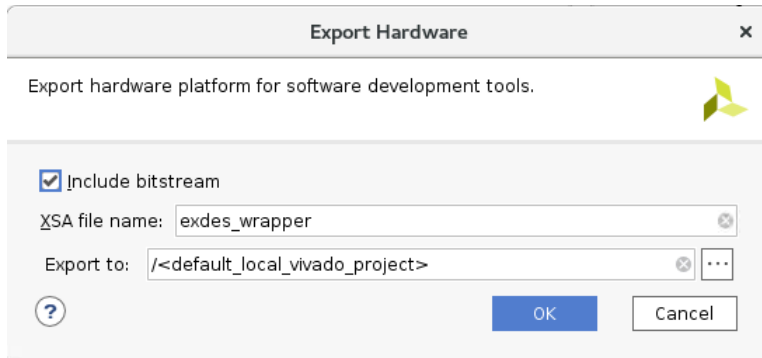 Export Hardware
Export hardware platform for software development tools.
Include bitstream
XSA file name: exdes_wrapper
Export to: /<default_local_vivado_project> ...
? OK Cancel